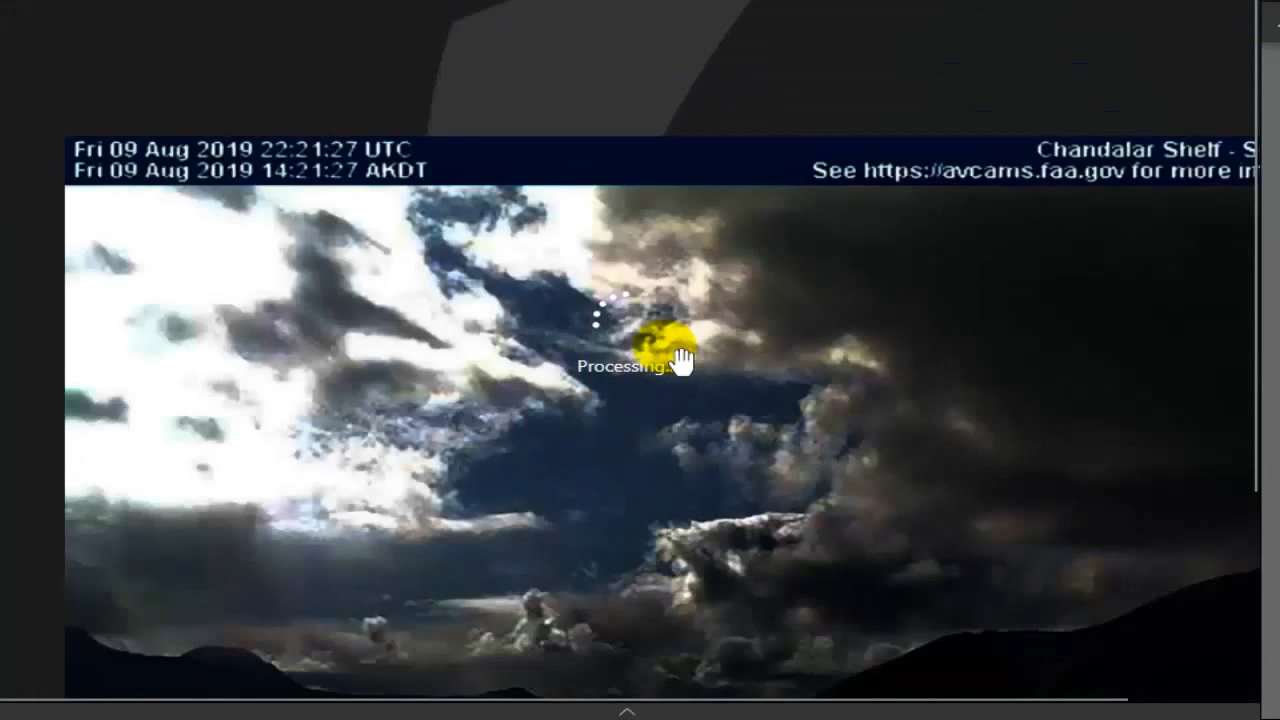 Fri 09 Aug 2019 22:21:27 UTC
Fri 09 Aug 2019 14:21:27 AKDT
Chandalar Shelf - S
See https://avcams.faa.gov for more in
Processing...